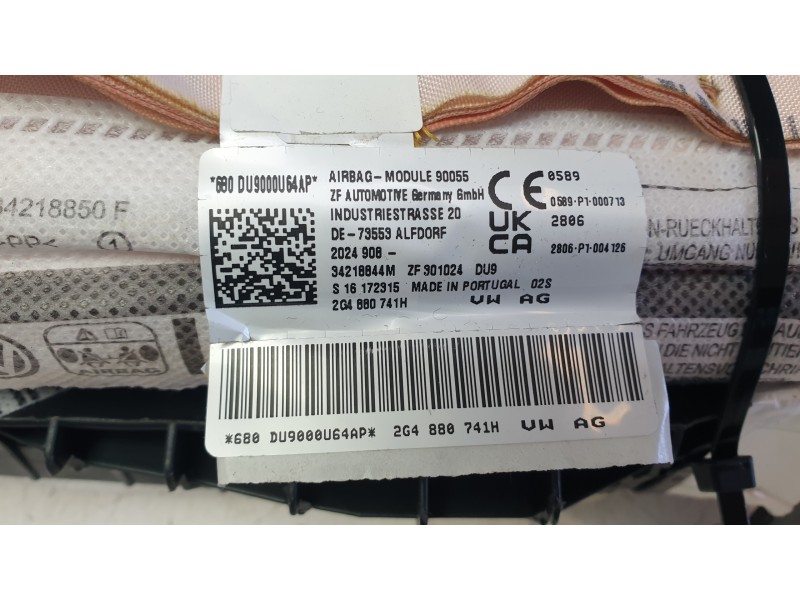 *680 DU9000U64AP*
AIRBAG-MODULE 90055
ZF AUTOMOTIVE Germany GmbH
INDUSTRIESTRASSE 20
DE-73553 ALFDORF
2024 908 -
34218844M ZF 301024 DU9
S 16 172315 MADE IN PORTUGAL 02S
2G4 880 741H VW AG
CE 0589
0589-P1-000713
UK 2806
CA
2806-P1-004126
*680 DU9000U64AP* 2G4 880 741H VW AG
34218850 F
1
AIRBAG
N-RUECKHALTE
UMGANG NUR
S FAHRZEUG
DIE NICHT